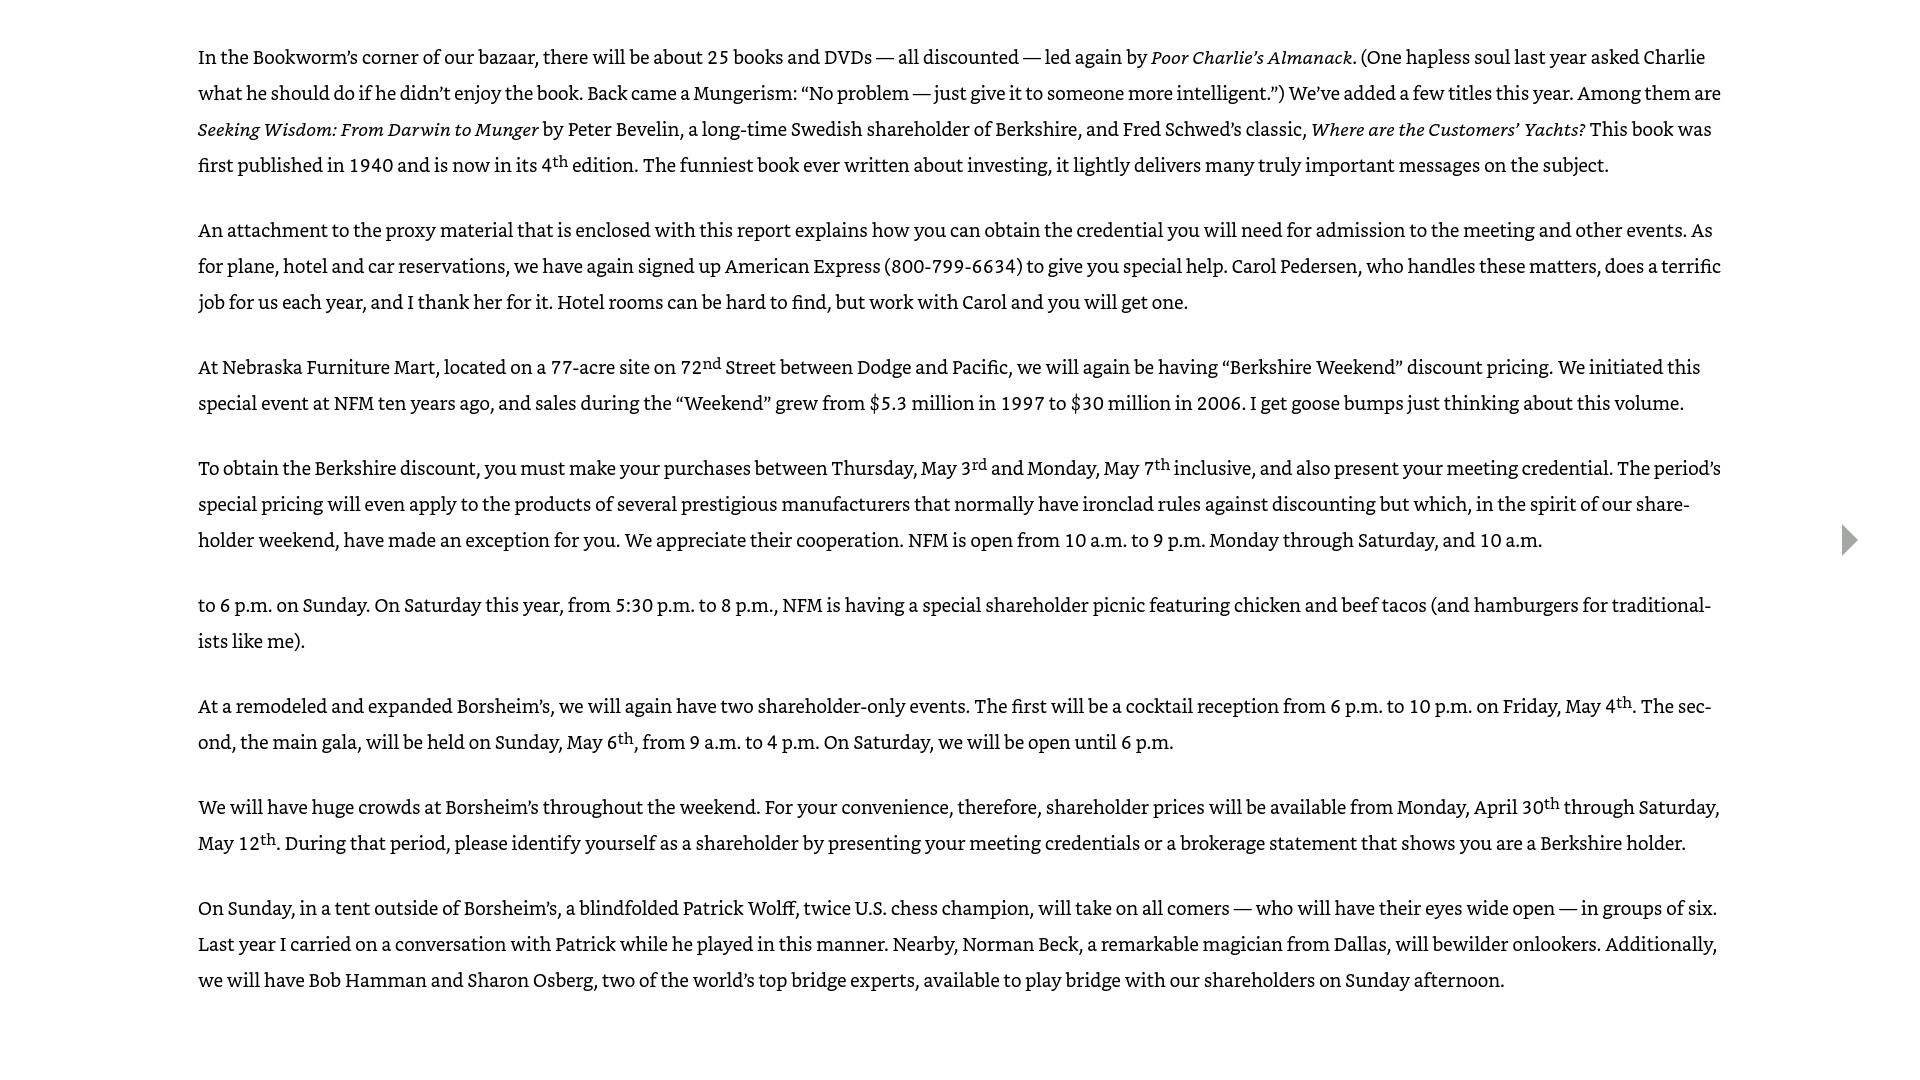 In the Bookworm’s corner of our bazaar, there will be about 25 books and DVDs — all discounted — led again by Poor Charlie’s Almanack. (One hapless soul last year asked Charlie
what he should do if he didn’t enjoy the book. Back came a Mungerism: “No problem — just give it to someone more intelligent.”) We’ve added a few titles this year. Among them are
Seeking Wisdom: From Darwin to Munger by Peter Bevelin, a long-time Swedish shareholder of Berkshire, and Fred Schwed’s classic, Where are the Customers’ Yachts? This book was
first published in 1940 and is now in its 4th edition. The funniest book ever written about investing, it lightly delivers many truly important messages on the subject.
An attachment to the proxy material that is enclosed with this report explains how you can obtain the credential you will need for admission to the meeting and other events. As
for plane, hotel and car reservations, we have again signed up American Express (800-799-6634) to give you special help. Carol Pedersen, who handles these matters, does a terrific
job for us each year, and I thank her for it. Hotel rooms can be hard to find, but work with Carol and you will get one.
At Nebraska Furniture Mart, located on a 77-acre site on 72nd Street between Dodge and Pacific, we will again be having “Berkshire Weekend” discount pricing. We initiated this
special event at NFM ten years ago, and sales during the “Weekend” grew from $5.3 million in 1997 to $30 million in 2006. I get goose bumps just thinking about this volume.
To obtain the Berkshire discount, you must make your purchases between Thursday, May 3rd and Monday, May 7th inclusive, and also present your meeting credential. The period’s
special pricing will even apply to the products of several prestigious manufacturers that normally have ironclad rules against discounting but which, in the spirit of our share-
holder weekend, have made an exception for you. We appreciate their cooperation. NFM is open from 10 a.m. to 9 p.m. Monday through Saturday, and 10 a.m.
to 6 p.m. on Sunday. On Saturday this year, from 5:30 p.m. to 8 p.m., NFM is having a special shareholder picnic featuring chicken and beef tacos (and hamburgers for traditional-
ists like me).
At a remodeled and expanded Borsheim’s, we will again have two shareholder-only events. The first will be a cocktail reception from 6 p.m. to 10 p.m. on Friday, May 4th. The sec-
ond, the main gala, will be held on Sunday, May 6th, from 9 a.m. to 4 p.m. On Saturday, we will be open until 6 p.m.
We will have huge crowds at Borsheim’s throughout the weekend. For your convenience, therefore, shareholder prices will be available from Monday, April 30th through Saturday,
May 12th. During that period, please identify yourself as a shareholder by presenting your meeting credentials or a brokerage statement that shows you are a Berkshire holder.
On Sunday, in a tent outside of Borsheim’s, a blindfolded Patrick Wolff, twice U.S. chess champion, will take on all comers — who will have their eyes wide open — in groups of six.
Last year I carried on a conversation with Patrick while he played in this manner. Nearby, Norman Beck, a remarkable magician from Dallas, will bewilder onlookers. Additionally,
we will have Bob Hamman and Sharon Osberg, two of the world’s top bridge experts, available to play bridge with our shareholders on Sunday afternoon.